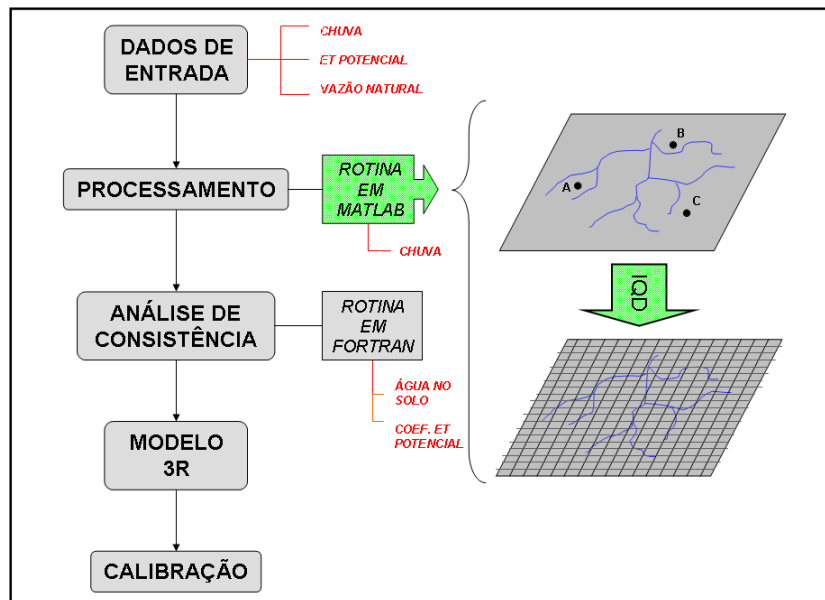 DADOS DE
ENTRADA
CHUVA
ET POTENCIAL
VAZÃO NATURAL
PROCESSAMENTO
ROTINA
EM
MATLAB
CHUVA
A
B
C
IQD
ANÁLISE DE
CONSISTÊNCIA
ROTINA
EM
FORTRAN
ÁGUA NO
SOLO
COEF. ET
POTENCIAL
MODELO
3R
CALIBRAÇÃO